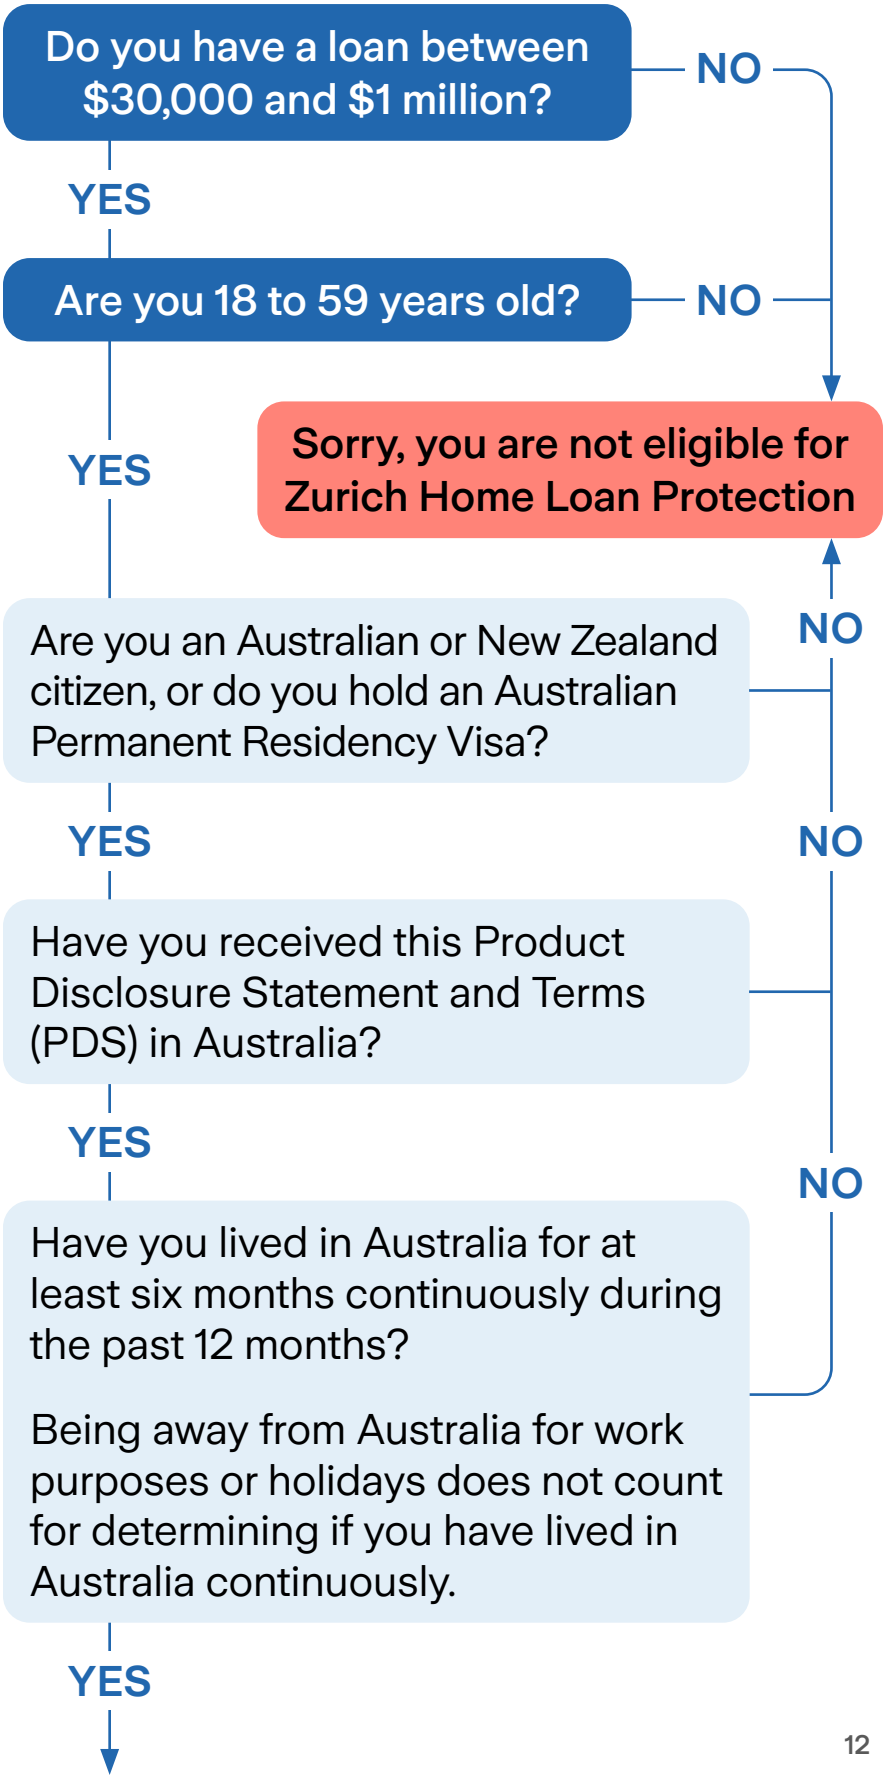 Do you have a loan between
$30,000 and $1 million?
NO
YES
Are you 18 to 59 years old?
NO
YES
Sorry, you are not eligible for
Zurich Home Loan Protection
Are you an Australian or New Zealand
citizen, or do you hold an Australian
Permanent Residency Visa?
NO
YES
NO
Have you received this Product
Disclosure Statement and Terms
(PDS) in Australia?
YES
NO
Have you lived in Australia for at
least six months continuously during
the past 12 months?
Being away from Australia for work
purposes or holidays does not count
for determining if you have lived in
Australia continuously.
YES
12